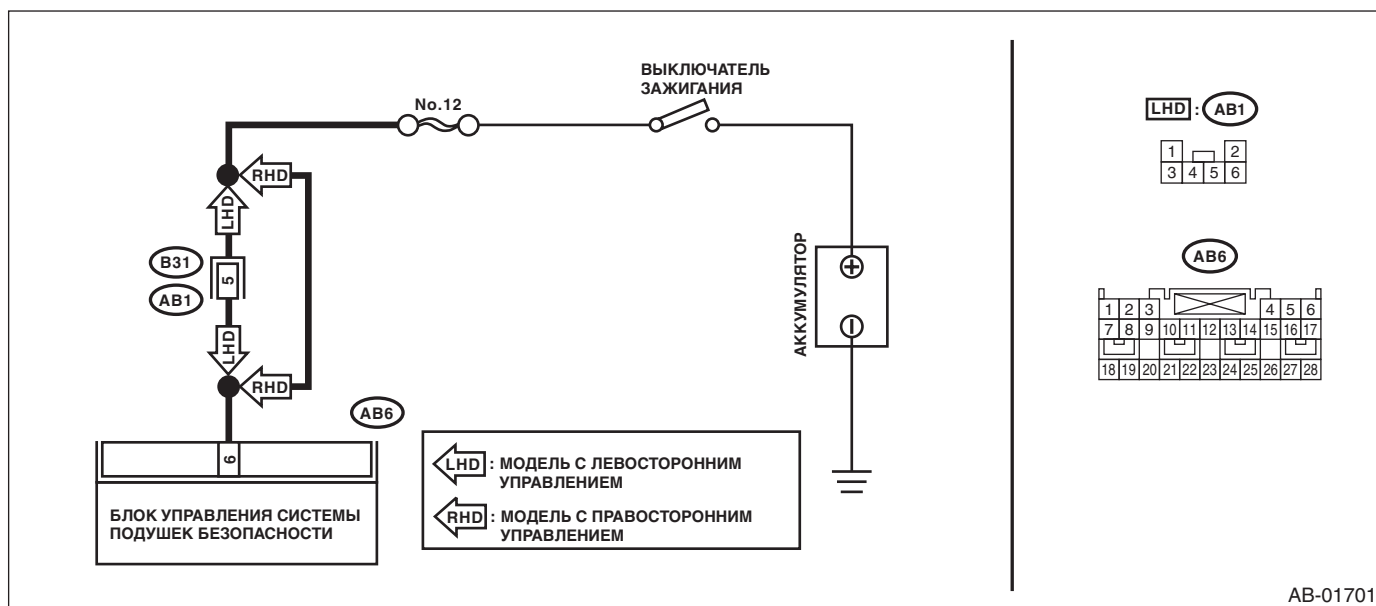 ВЫКЛЮЧАТЕЛЬ
ЗАЖИГАНИЯ
No.12
RHD
LHD
B31
5
AB1
LHD
RHD
АККУМУЛЯТОР
AB6
6
БЛОК УПРАВЛЕНИЯ СИСТЕМЫ
ПОДУШЕК БЕЗОПАСНОСТИ
LHD : МОДЕЛЬ С ЛЕВОСТОРОННИМ
УПРАВЛЕНИЕМ
RHD : МОДЕЛЬ С ПРАВОСТОРОННИМ
УПРАВЛЕНИЕМ
LHD : AB1
1 2
3 4 5 6
AB6
1 2 3 4 5 6
7 8 9 10 11 12 13 14 15 16 17
18 19 20 21 22 23 24 25 26 27 28
AB-01701